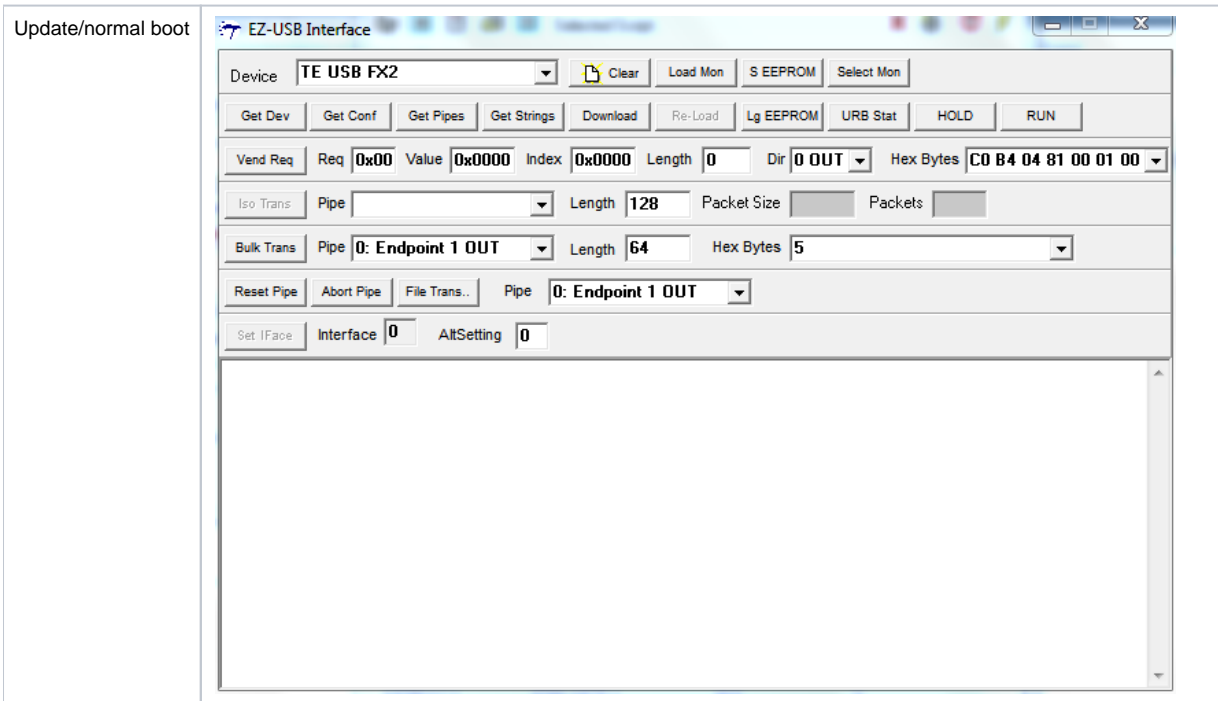 Update/normal boot
EZ-USB Interface
Device TE USB FX2 Clear Load Mon S EEPROM Select Mon
Get Dev Get Conf Get Pipes Get Strings Download Re-Load Lg EEPROM URB Stat HOLD RUN
Vend Req Req 0x00 Value 0x0000 Index 0x0000 Length 0 Dir 0 OUT Hex Bytes C0 B4 04 81 00 01 00
Iso Trans Pipe Length 128 Packet Size Packets
Bulk Trans Pipe 0: Endpoint 1 OUT Length 64 Hex Bytes 5
Reset Pipe Abort Pipe File Trans.. Pipe 0: Endpoint 1 OUT
Set IFace Interface 0 AltSetting 0